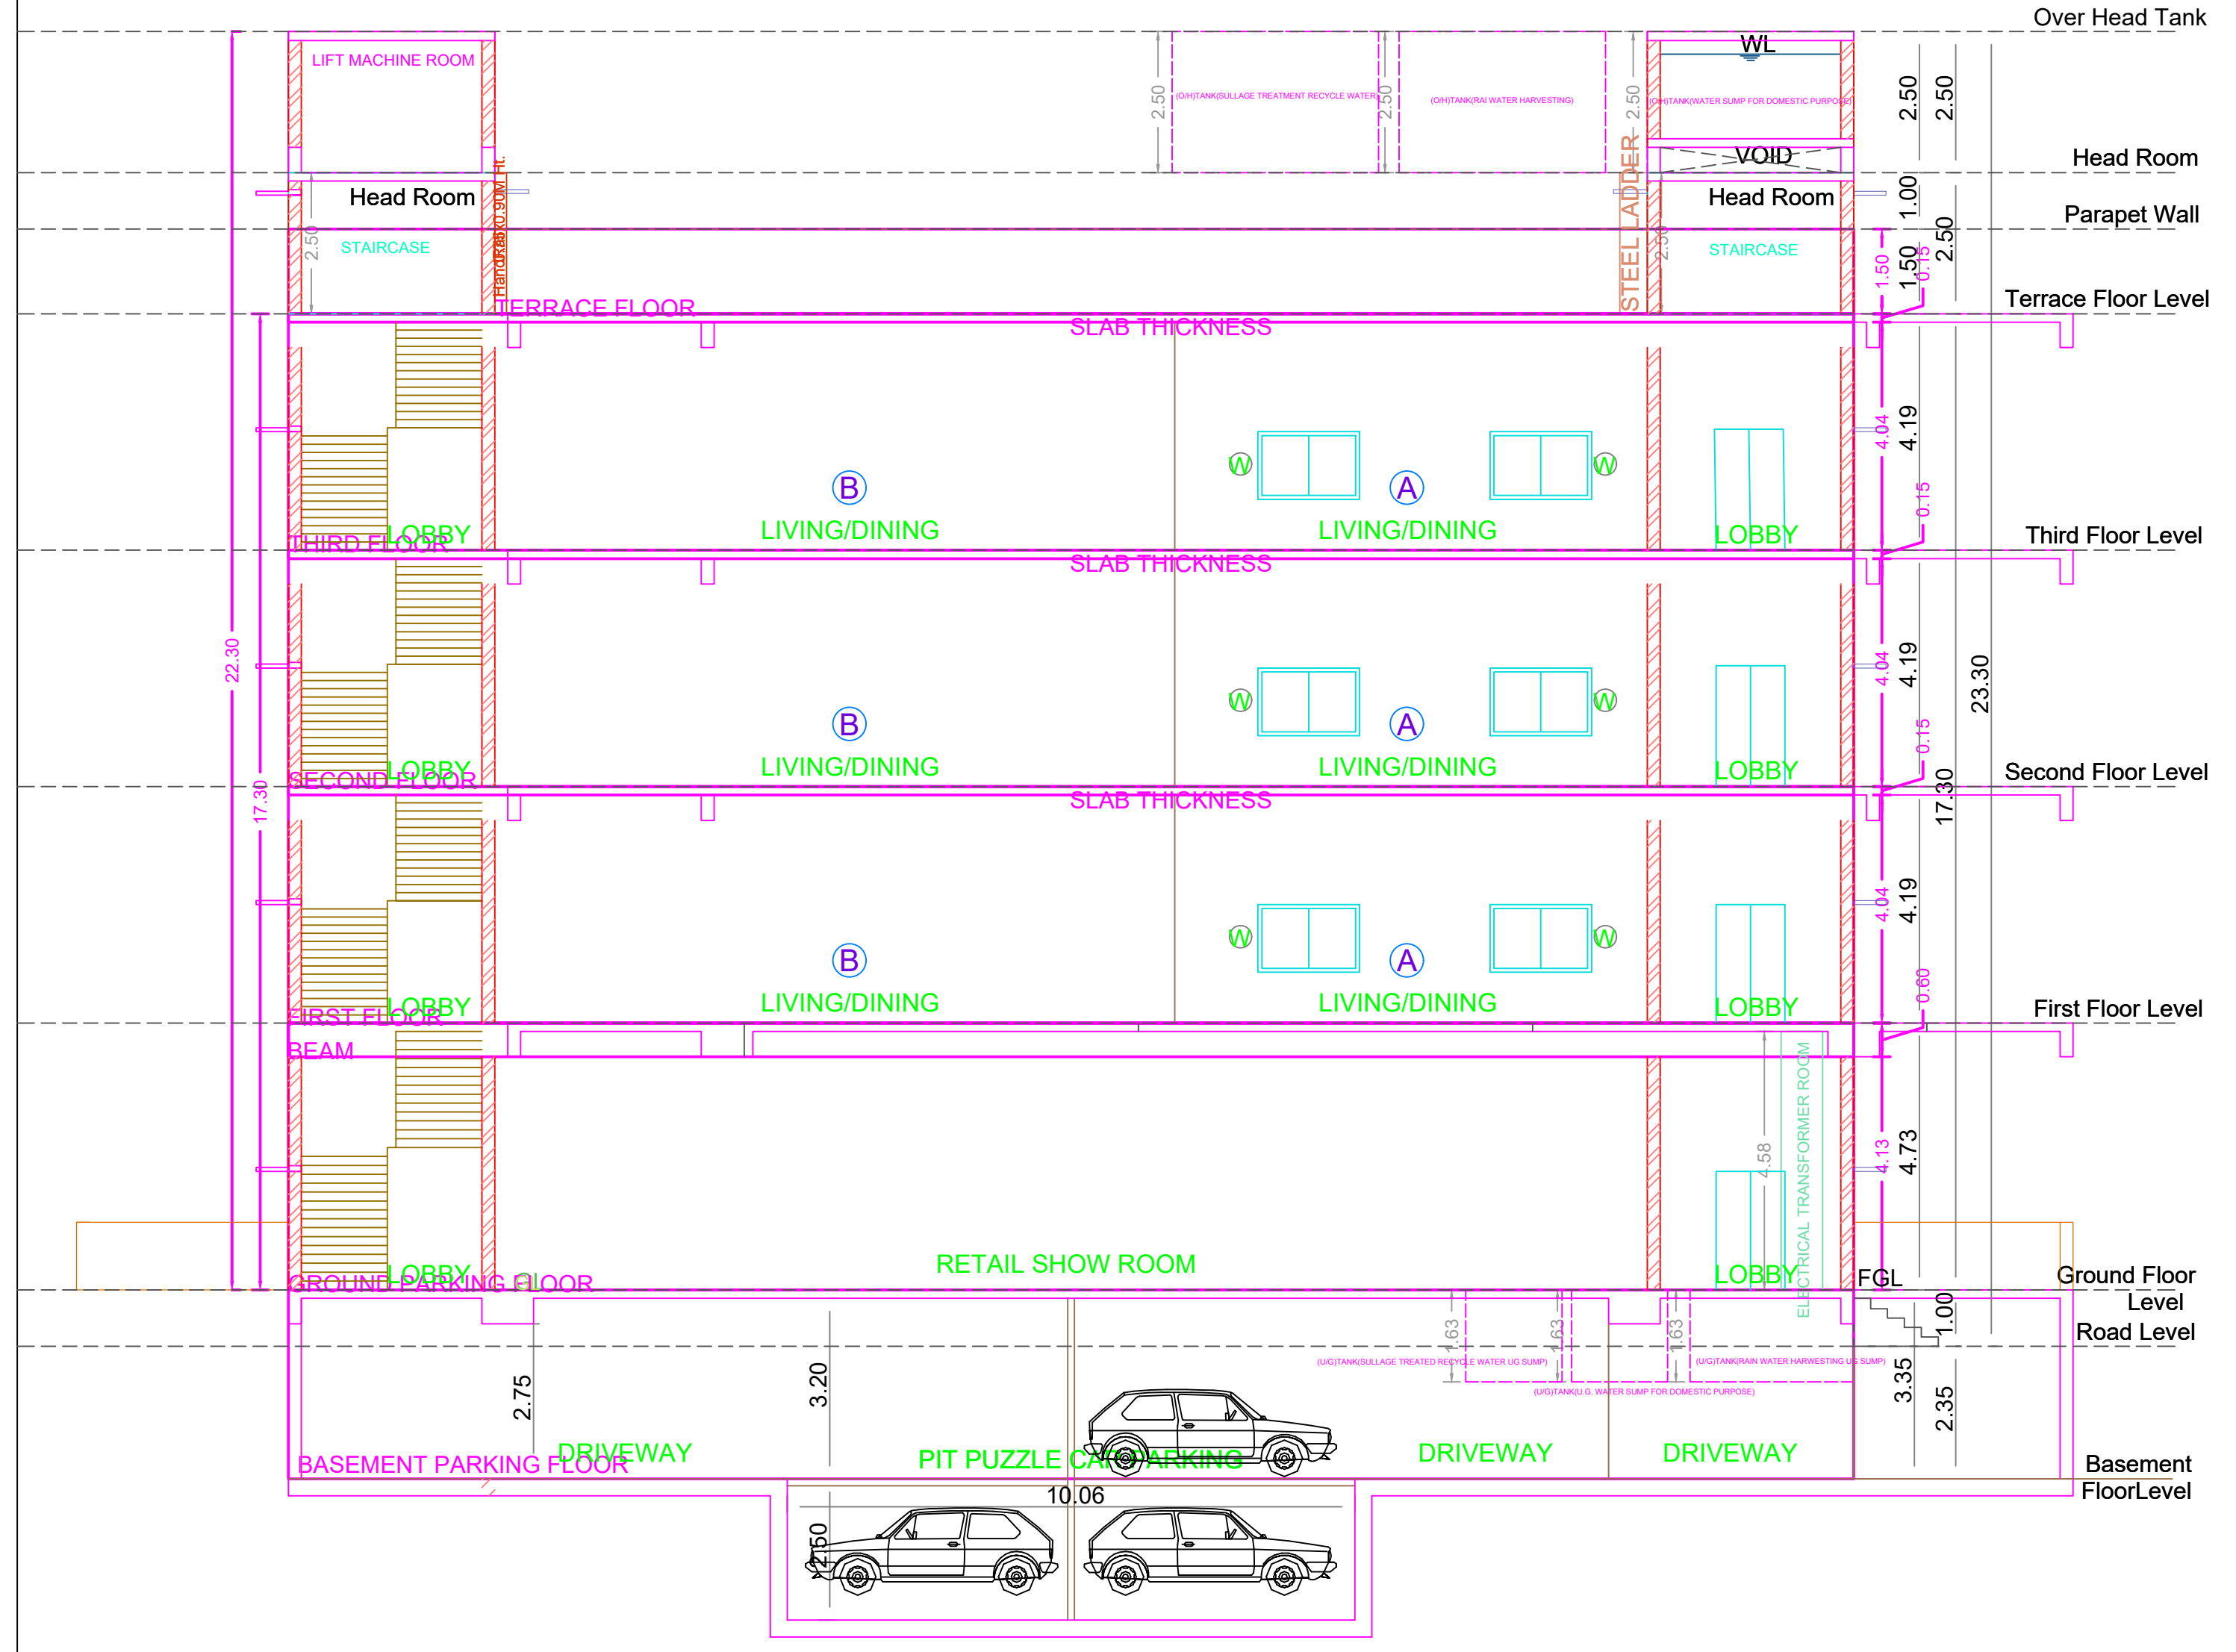 Over Head Tank
WL
LIFT MACHINE ROOM
2.50
(O/H)TANK(SULLAGE TREATMENT RECYCLE WATER)
2.50
(O/H)TANK(RAI WATER HARVESTING)
2.50
(O/H)TANK(WATER SUMP FOR DOMESTIC PURPOSE)
2.50
2.50
VOID
Head Room
Head Room
Head Room
STEEL LADDER
1.00
Parapet Wall
STAIRCASE
2.50
2.50
STAIRCASE
1.50
1.50
0.15
2.50
TERRACE FLOOR
Terrace Floor Level
SLAB THICKNESS
4.04
4.19
W
W
B
A
0.15
LOBBY
LIVING/DINING
LIVING/DINING
LOBBY
THIRD FLOOR
Third Floor Level
SLAB THICKNESS
22.30
4.04
4.19
23.30
W
W
B
A
0.15
LOBBY
LIVING/DINING
LIVING/DINING
LOBBY
SECOND FLOOR
Second Floor Level
SLAB THICKNESS
17.30
17.30
4.04
4.19
W
W
B
A
0.60
LOBBY
LIVING/DINING
LIVING/DINING
LOBBY
FIRST FLOOR
First Floor Level
BEAM
4.58
ELECTRICAL TRANSFORMER ROOM
4.13
4.73
RETAIL SHOW ROOM
LOBBY
LOBBY
GROUND PARKING FLOOR
FGL
Ground Floor
Level
1.00
1.63
1.63
1.63
Road Level
(U/G)TANK(SULLAGE TREATED RECYCLE WATER UG SUMP)
(U/G)TANK(RAIN WATER HARWESTING UG SUMP)
(U/G)TANK(U.G. WATER SUMP FOR DOMESTIC PURPOSE)
2.75
3.20
3.35
2.35
DRIVEWAY
PIT PUZZLE CAR PARKING
DRIVEWAY
DRIVEWAY
BASEMENT PARKING FLOOR
Basement
FloorLevel
10.06
2.50